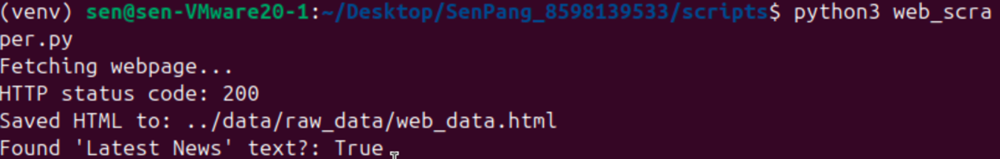 (venv) sen@sen-VMware20-1:~/Desktop/SenPang_8598139533/scripts$ python3 web_scra
per.py
Fetching webpage...
HTTP status code: 200
Saved HTML to: ../data/raw_data/web_data.html
Found 'Latest News' text?: True